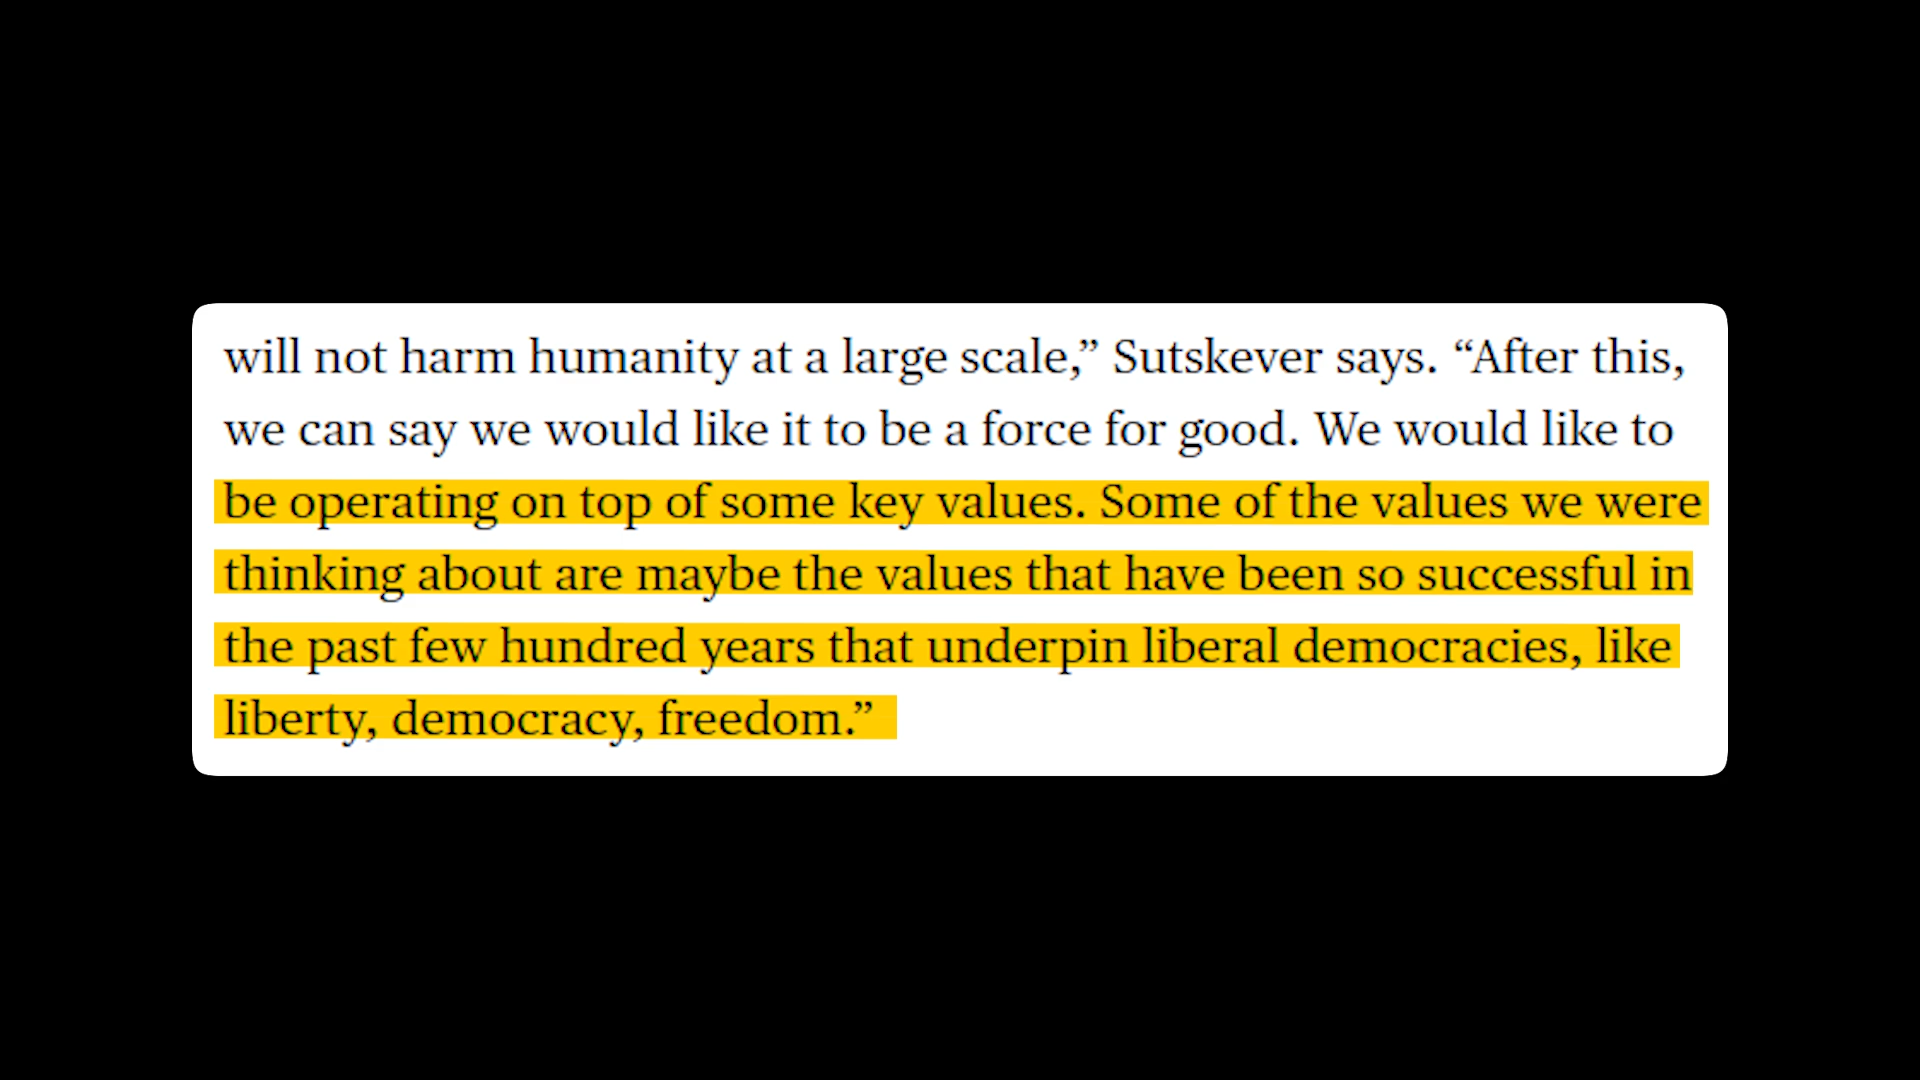 will not harm humanity at a large scale,” Sutskever says. “After this,
we can say we would like it to be a force for good. We would like to
be operating on top of some key values. Some of the values we were
thinking about are maybe the values that have been so successful in
the past few hundred years that underpin liberal democracies, like
liberty, democracy, freedom.”